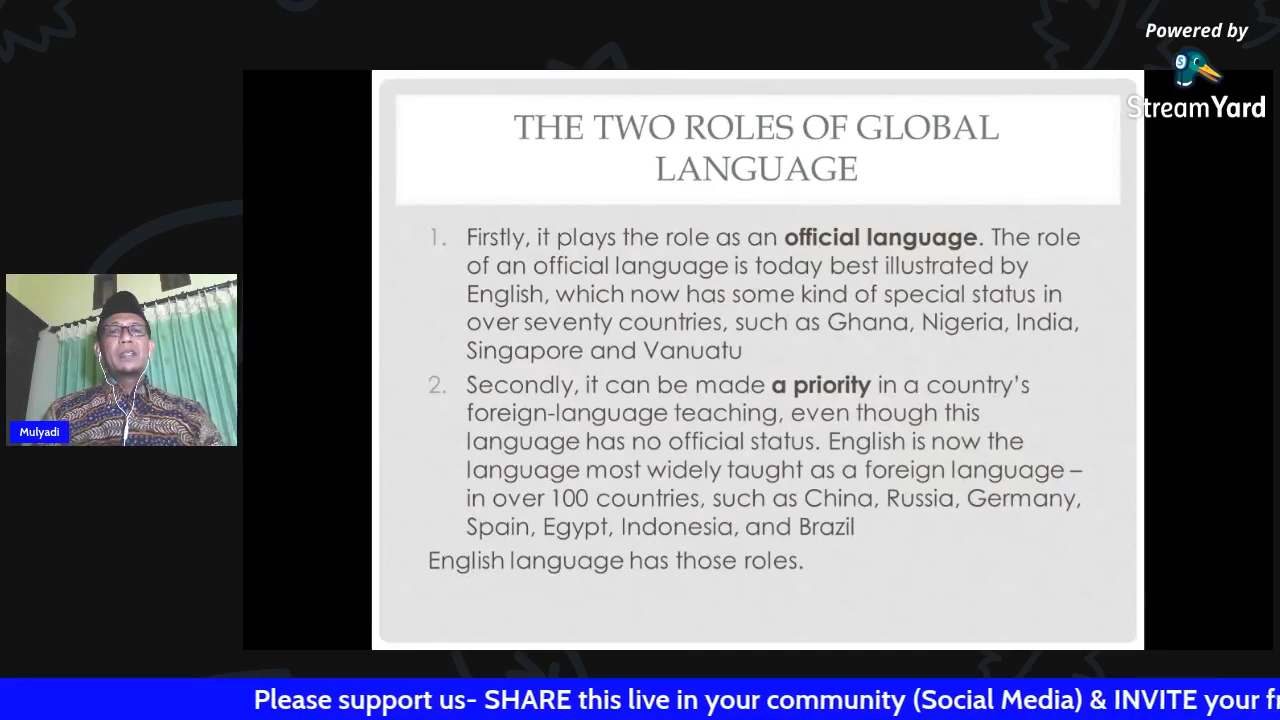 Powered by
StreamYard
THE TWO ROLES OF GLOBAL
LANGUAGE
1. Firstly, it plays the role as an official language. The role
of an official language is today best illustrated by
English, which now has some kind of special status in
over seventy countries, such as Ghana, Nigeria, India,
Singapore and Vanuatu
2. Secondly, it can be made a priority in a country's
foreign-language teaching, even though this
language has no official status. English is now the
language most widely taught as a foreign language –
in over 100 countries, such as China, Russia, Germany,
Spain, Egypt, Indonesia, and Brazil
English language has those roles.
Mulyadi
Please support us- SHARE this live in your community (Social Media) & INVITE your